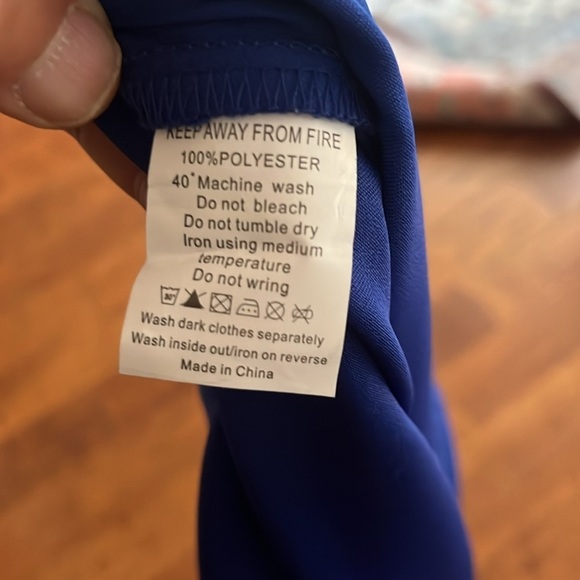 KEEP AWAY FROM FIRE
100%POLYESTER
40° Machine wash
Do not bleach
Do not tumble dry
Iron using medium
temperature
Do not wring
Wash dark clothes separately
Wash inside out/iron on reverse
Made in China